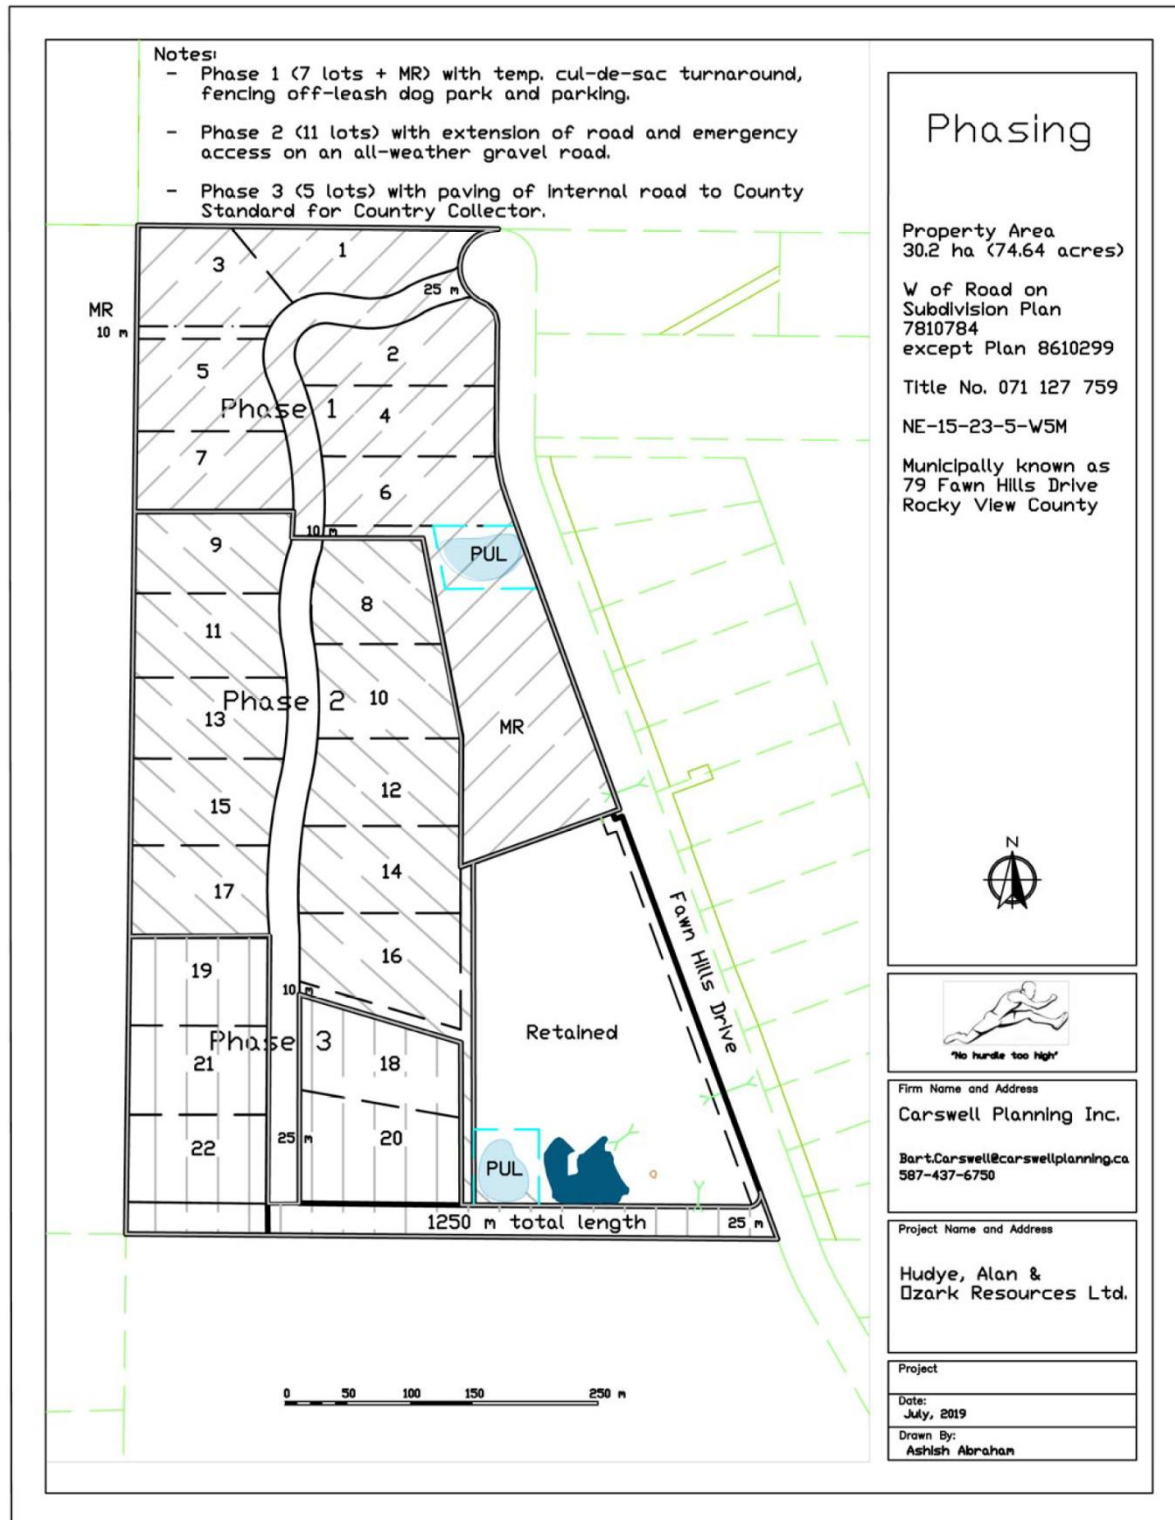 Notes:
- Phase 1 (7 lots + MR) with temp. cul-de-sac turnaround,
fencing off-leash dog park and parking.
- Phase 2 (11 lots) with extension of road and emergency
access on an all-weather gravel road.
- Phase 3 (5 lots) with paving of internal road to County
Standard for Country Collector.
1
3
25 m
MR
10 m
2
5
Phase 1
4
7
6
10 m
9
PUL
8
11
Phase 2
10
13
MR
12
15
14
17
Fawn Hills Drive
16
19
10 m
Retained
Phase 3
18
21
25 m
20
22
PUL
1250 m total length
25 m
0 50 100 150 250 m
Phasing
Property Area
30.2 ha (74.64 acres)
W of Road on
Subdivision Plan
7810784
except Plan 8610299
Title No. 071 127 759
NE-15-23-5-W5M
Municipally known as
79 Fawn Hills Drive
Rocky View County
N
"No hurdle too high"
Firm Name and Address
Carswell Planning Inc.
Bart.Carswell@carswellplanning.ca
587-437-6750
Project Name and Address
Hudye, Alan &
Ozark Resources Ltd.
Project
Date:
July, 2019
Drawn By:
Ashish Abraham